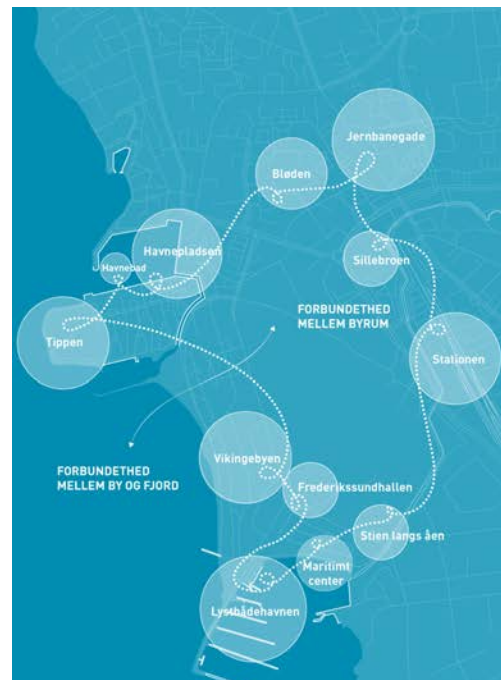 Jernbanegade
Bløden
Havnepladsen
Sillebroen
Havnebad
FORBUNDETHED
MELLEM BYRUM
Tippen
Stationen
Vikingebyen
FORBUNDETHED
MELLEM BY OG FJORD
Frederikssundhallen
Stien langs åen
Maritimt
center
Lystbådehavnen